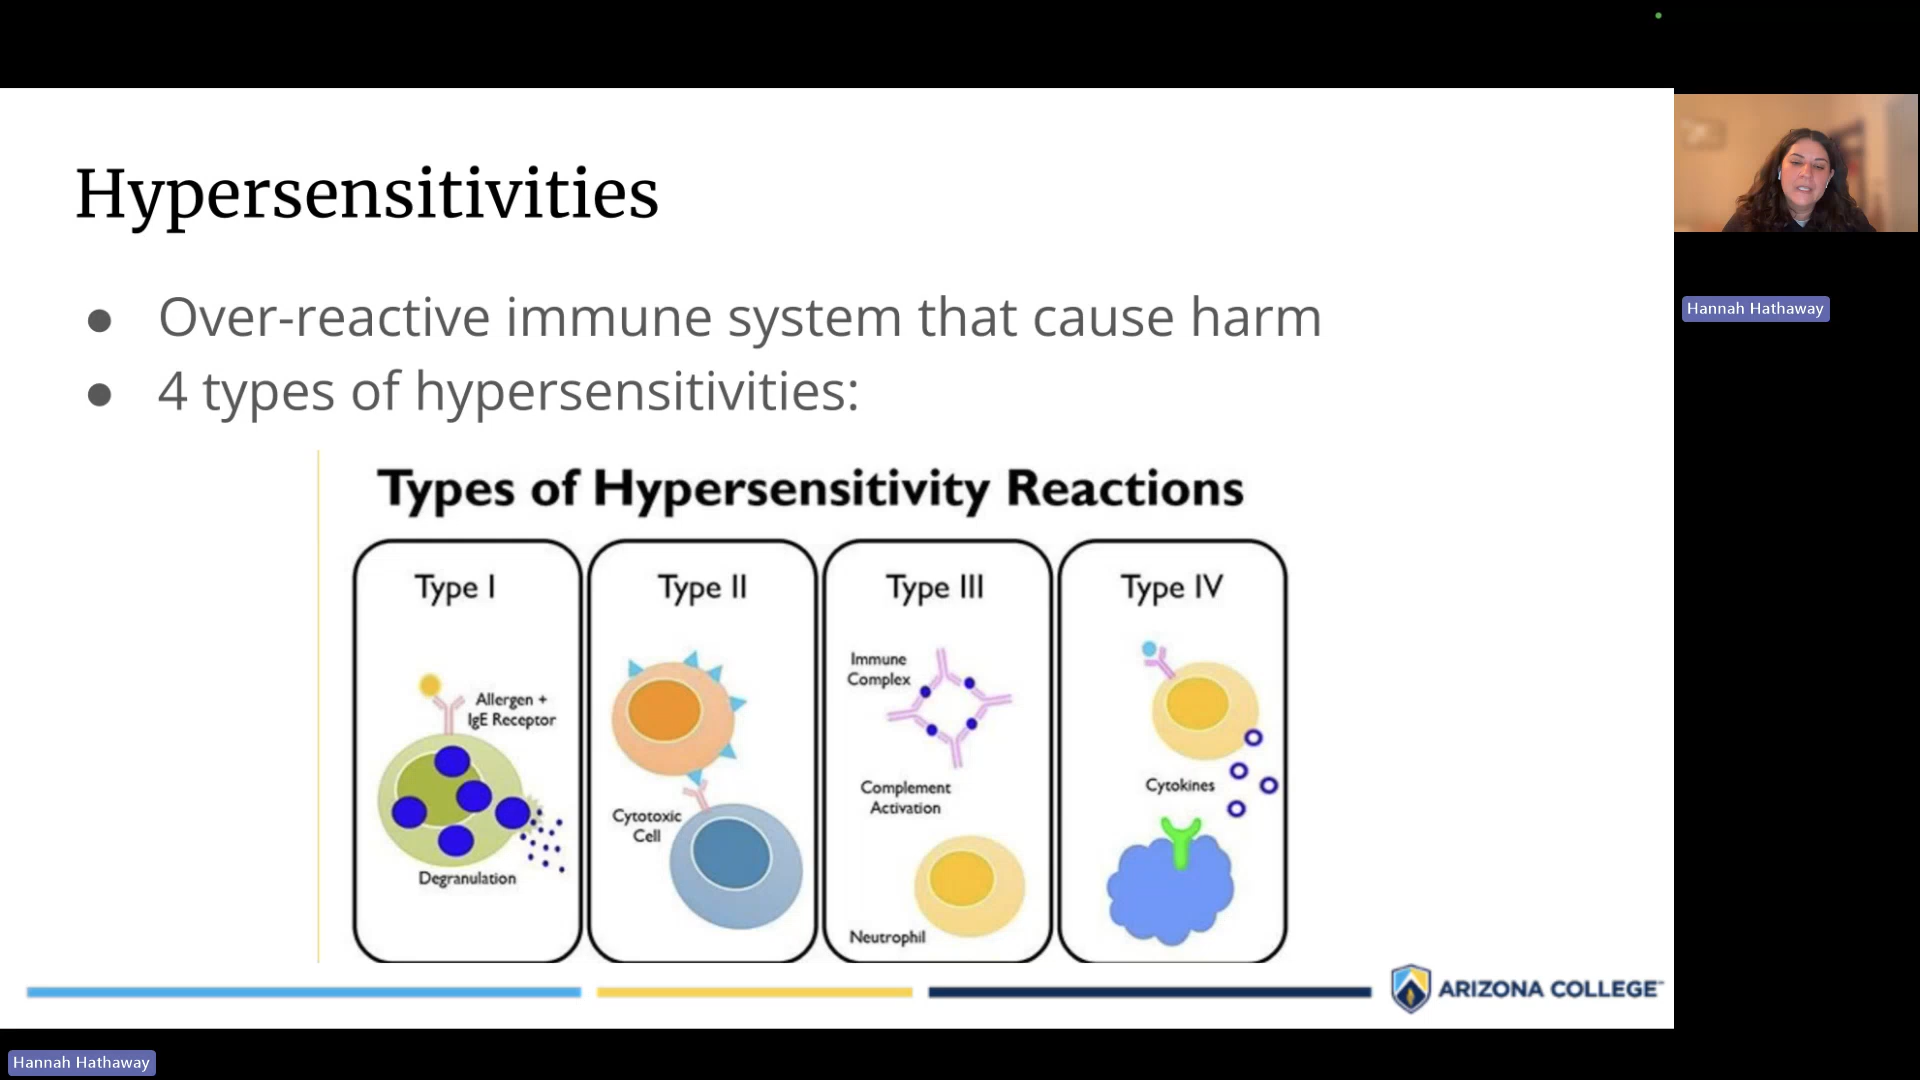 Hypersensitivities
● Over-reactive immune system that cause harm
● 4 types of hypersensitivities:
Types of Hypersensitivity Reactions
Type I
Allergen +
IgE Receptor
Degranulation
Type II
Cytotoxic
Cell
Type III
Immune
Complex
Complement
Activation
Neutrophil
Type IV
Cytokines
ARIZONA COLLEGE
Hannah Hathaway
Hannah Hathaway